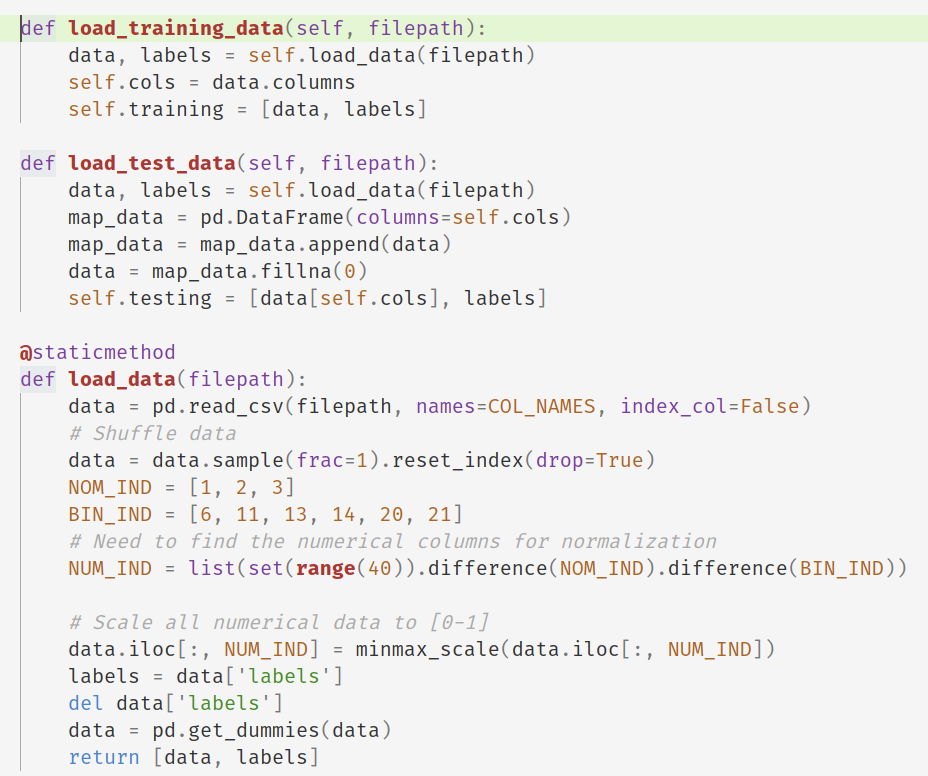 def load_training_data(self, filepath):
    data, labels = self.load_data(filepath)
    self.cols = data.columns
    self.training = [data, labels]

def load_test_data(self, filepath):
    data, labels = self.load_data(filepath)
    map_data = pd.DataFrame(columns=self.cols)
    map_data = map_data.append(data)
    data = map_data.fillna(0)
    self.testing = [data[self.cols], labels]

@staticmethod
def load_data(filepath):
    data = pd.read_csv(filepath, names=COL_NAMES, index_col=False)
    # Shuffle data
    data = data.sample(frac=1).reset_index(drop=True)
    NOM_IND = [1, 2, 3]
    BIN_IND = [6, 11, 13, 14, 20, 21]
    # Need to find the numerical columns for normalization
    NUM_IND = list(set(range(40)).difference(NOM_IND).difference(BIN_IND))

    # Scale all numerical data to [0-1]
    data.iloc[:, NUM_IND] = minmax_scale(data.iloc[:, NUM_IND])
    labels = data['labels']
    del data['labels']
    data = pd.get_dummies(data)
    return [data, labels]